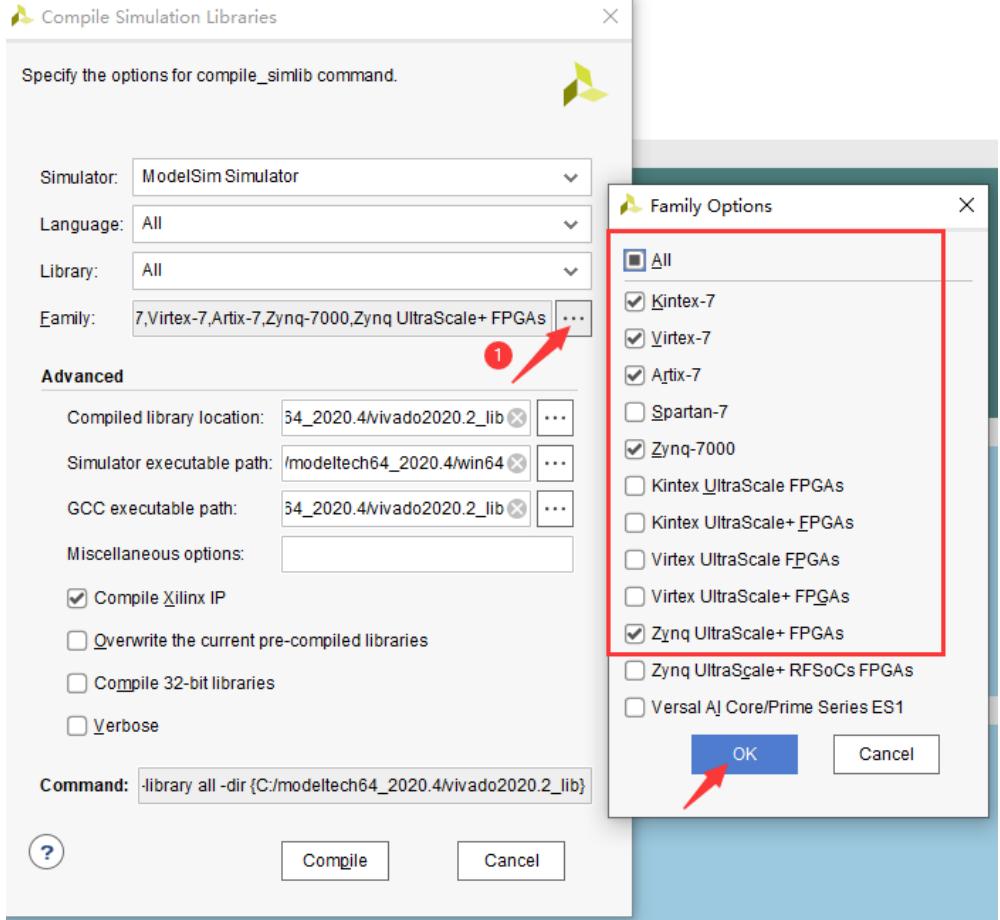 Compile Simulation Libraries
Specify the options for compile_simlib command.
Simulator: ModelSim Simulator
Language: All
Library: All
Family: 7,Virtex-7,Artix-7,Zynq-7000,Zynq UltraScale+ FPGAs ...
1
Advanced
Compiled library location: 64_2020.4/vivado2020.2_lib ...
Simulator executable path: /modeltech64_2020.4/win64 ...
GCC executable path: 64_2020.4/vivado2020.2_lib ...
Miscellaneous options:
Compile Xilinx IP
Overwrite the current pre-compiled libraries
Compile 32-bit libraries
Verbose
Command: -library all -dir {C:/modeltech64_2020.4/vivado2020.2_lib}
?
Compile
Cancel
Family Options
All
Kintex-7
Virtex-7
Artix-7
Spartan-7
Zynq-7000
Kintex UltraScale FPGAs
Kintex UltraScale+ FPGAs
Virtex UltraScale FPGAs
Virtex UltraScale+ FPGAs
Zynq UltraScale+ FPGAs
Zynq UltraScale+ RFSoCs FPGAs
Versal AI Core/Prime Series ES1
OK
Cancel